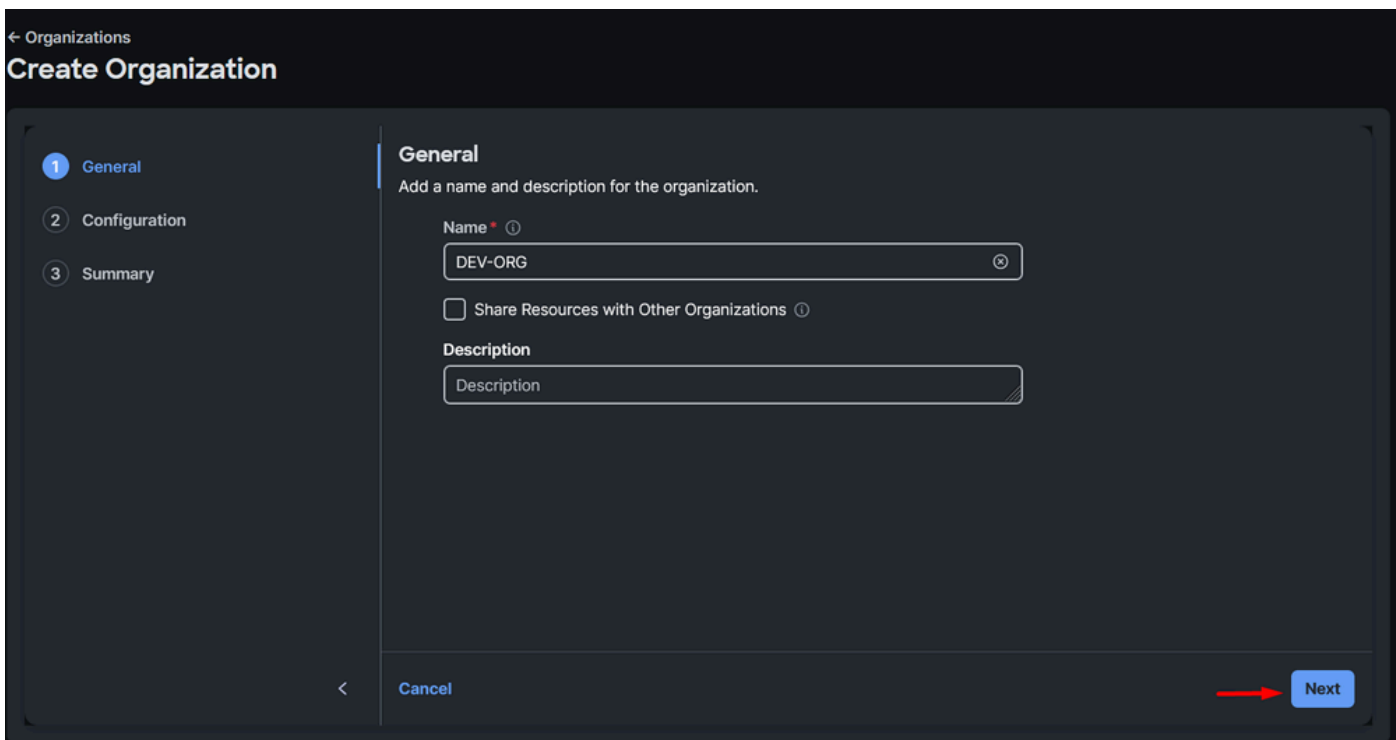 ← Organizations
Create Organization
1 General
2 Configuration
3 Summary
General
Add a name and description for the organization.
Name *
DEV-ORG
Share Resources with Other Organizations
Description
Description
Cancel
Next